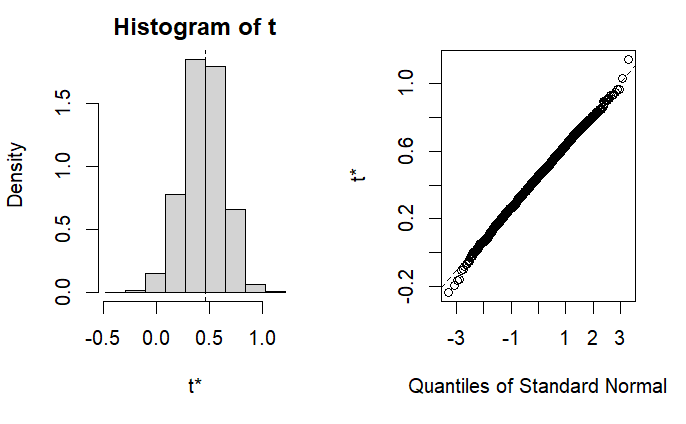 Histogram of t
Density
0.0 0.5 1.0 1.5
-0.5 0.0 0.5 1.0
t*
t*
-0.2 0.2 0.6 1.0
-3 -1 1 2 3
Quantiles of Standard Normal